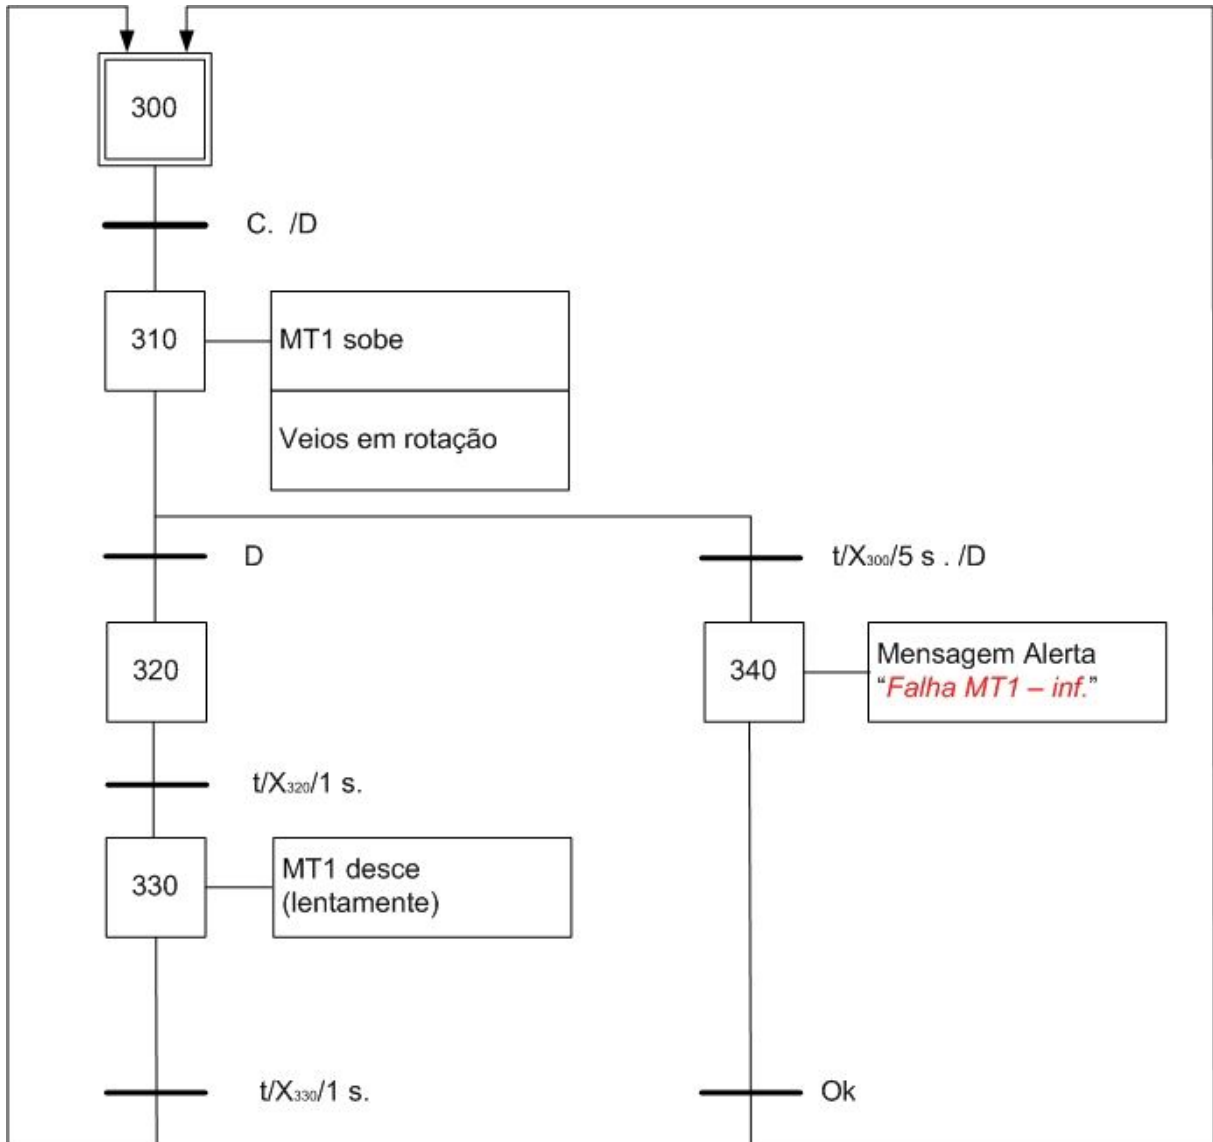 300
C. /D
310
MT1 sobe
Veios em rotação
D
t/X300/5 s . /D
320
340
Mensagem Alerta
“Falha MT1 – inf.”
t/X320/1 s.
330
MT1 desce
(lentamente)
t/X330/1 s.
Ok